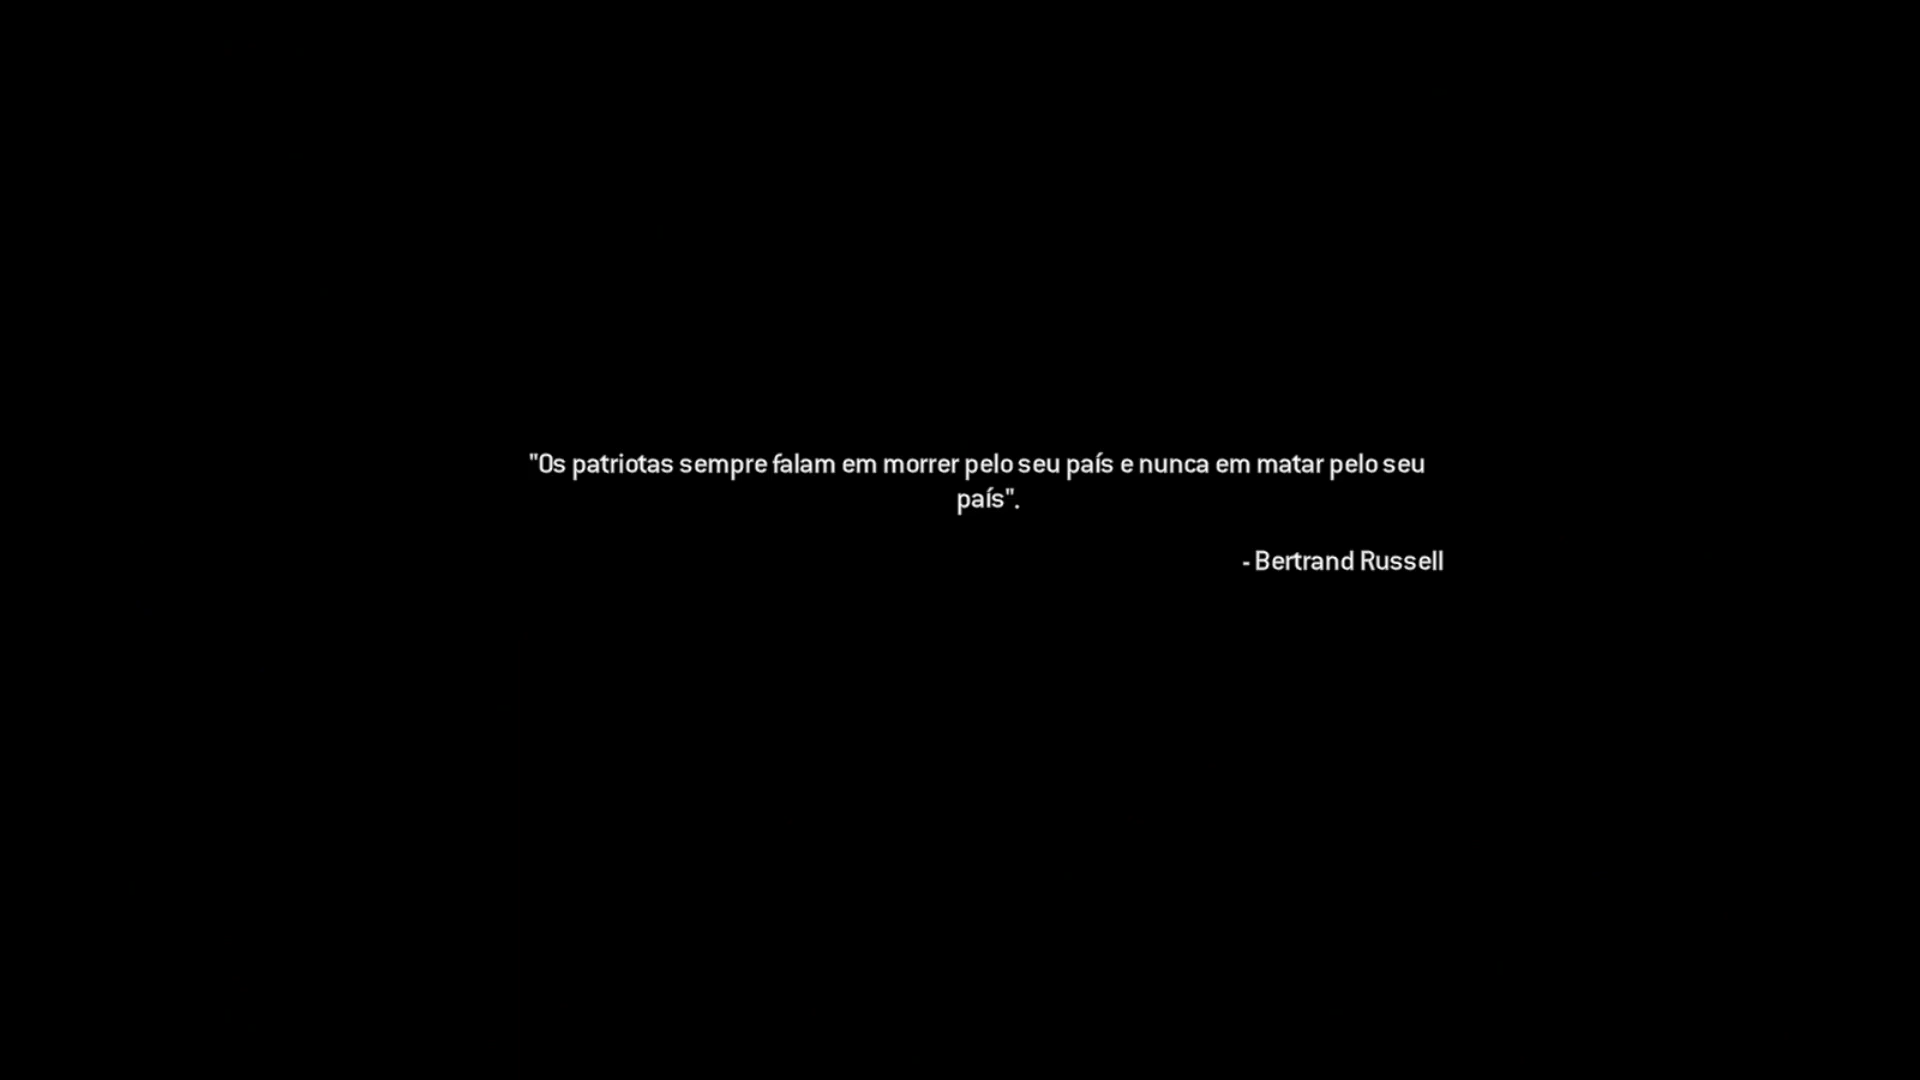 "Os patriotas sempre falam em morrer pelo seu país e nunca em matar pelo seu
país".
- Bertrand Russell